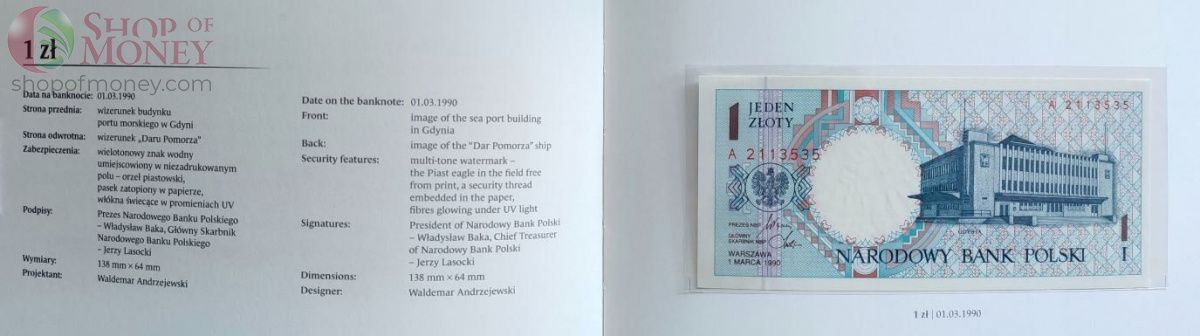 SHOP OF
MONEY
shopofmoney.com
1 zł
Data na banknocie: 01.03.1990
Strona przednia: wizerunek budynku
portu morskiego w Gdyni
Strona odwrotna: wizerunek „Daru Pomorza”
Zabezpieczenia: wielotonowy znak wodny
umiejscowiony w niezadrukowanym
polu – orzeł piastowski,
pasek zatopiony w papierze,
włókna świecące w promieniach UV
Podpisy: Prezes Narodowego Banku Polskiego
– Władysław Baka, Główny Skarbnik
Narodowego Banku Polskiego
– Jerzy Lasocki
Wymiary: 138 mm × 64 mm
Projektant: Waldemar Andrzejewski
Date on the banknote: 01.03.1990
Front: image of the sea port building
in Gdynia
Back: image of the “Dar Pomorza” ship
Security features: multi-tone watermark –
the Piast eagle in the field free
from print, a security thread
embedded in the paper,
fibres glowing under UV light
Signatures: President of Narodowy Bank Polski
– Władysław Baka, Chief Treasurer
of Narodowy Bank Polski
– Jerzy Lasocki
Dimensions: 138 mm × 64 mm
Designer: Waldemar Andrzejewski
1 JEDEN
ZŁOTY
A 2113535
A 2113535
PREZES NBP
GŁÓWNY
SKARBNIK NBP
WARSZAWA
1 MARCA 1990
GDYNIA
NARODOWY BANK POLSKI
1
1 zł | 01.03.1990